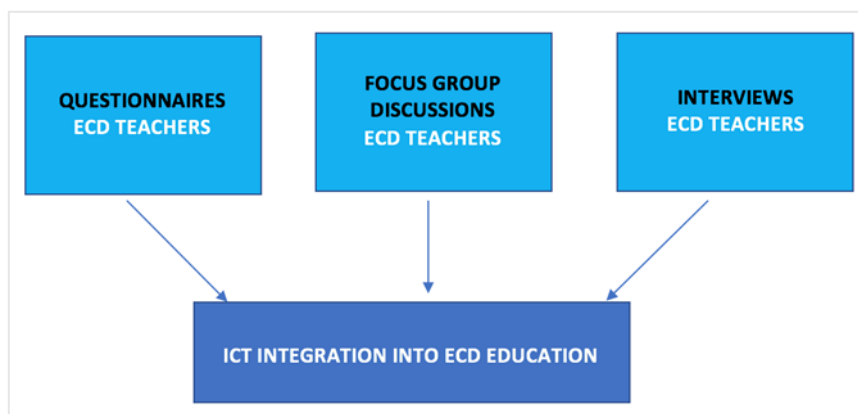 QUESTIONNAIRES
ECD TEACHERS
FOCUS GROUP
DISCUSSIONS
ECD TEACHERS
INTERVIEWS
ECD TEACHERS
ICT INTEGRATION INTO ECD EDUCATION